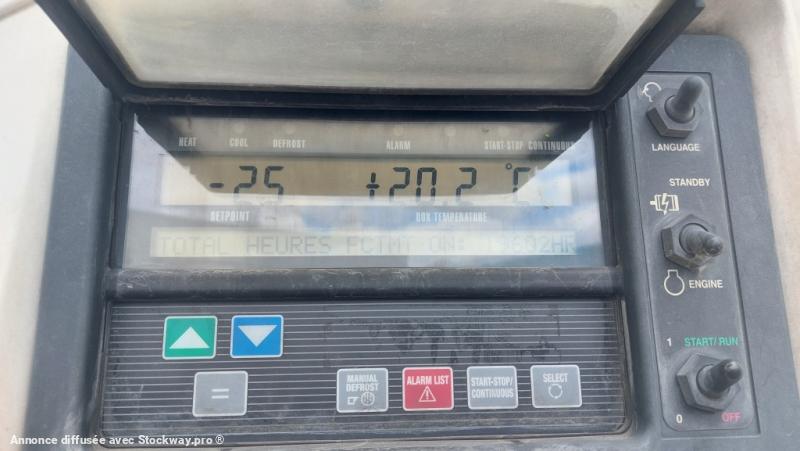 HEAT COOL DEFROST ALARM START-STOP CONTINUOUS
-25 +20.2 °C
SETPOINT BOX TEMPERATURE
TOTAL HEURES FCTMT ON:
LANGUAGE
STANDBY
ENGINE
1 START/RUN
0 OFF
=
MANUAL DEFROST
ALARM LIST
START-STOP/ CONTINUOUS
SELECT
Annonce diffusée avec Stockway.pro ®